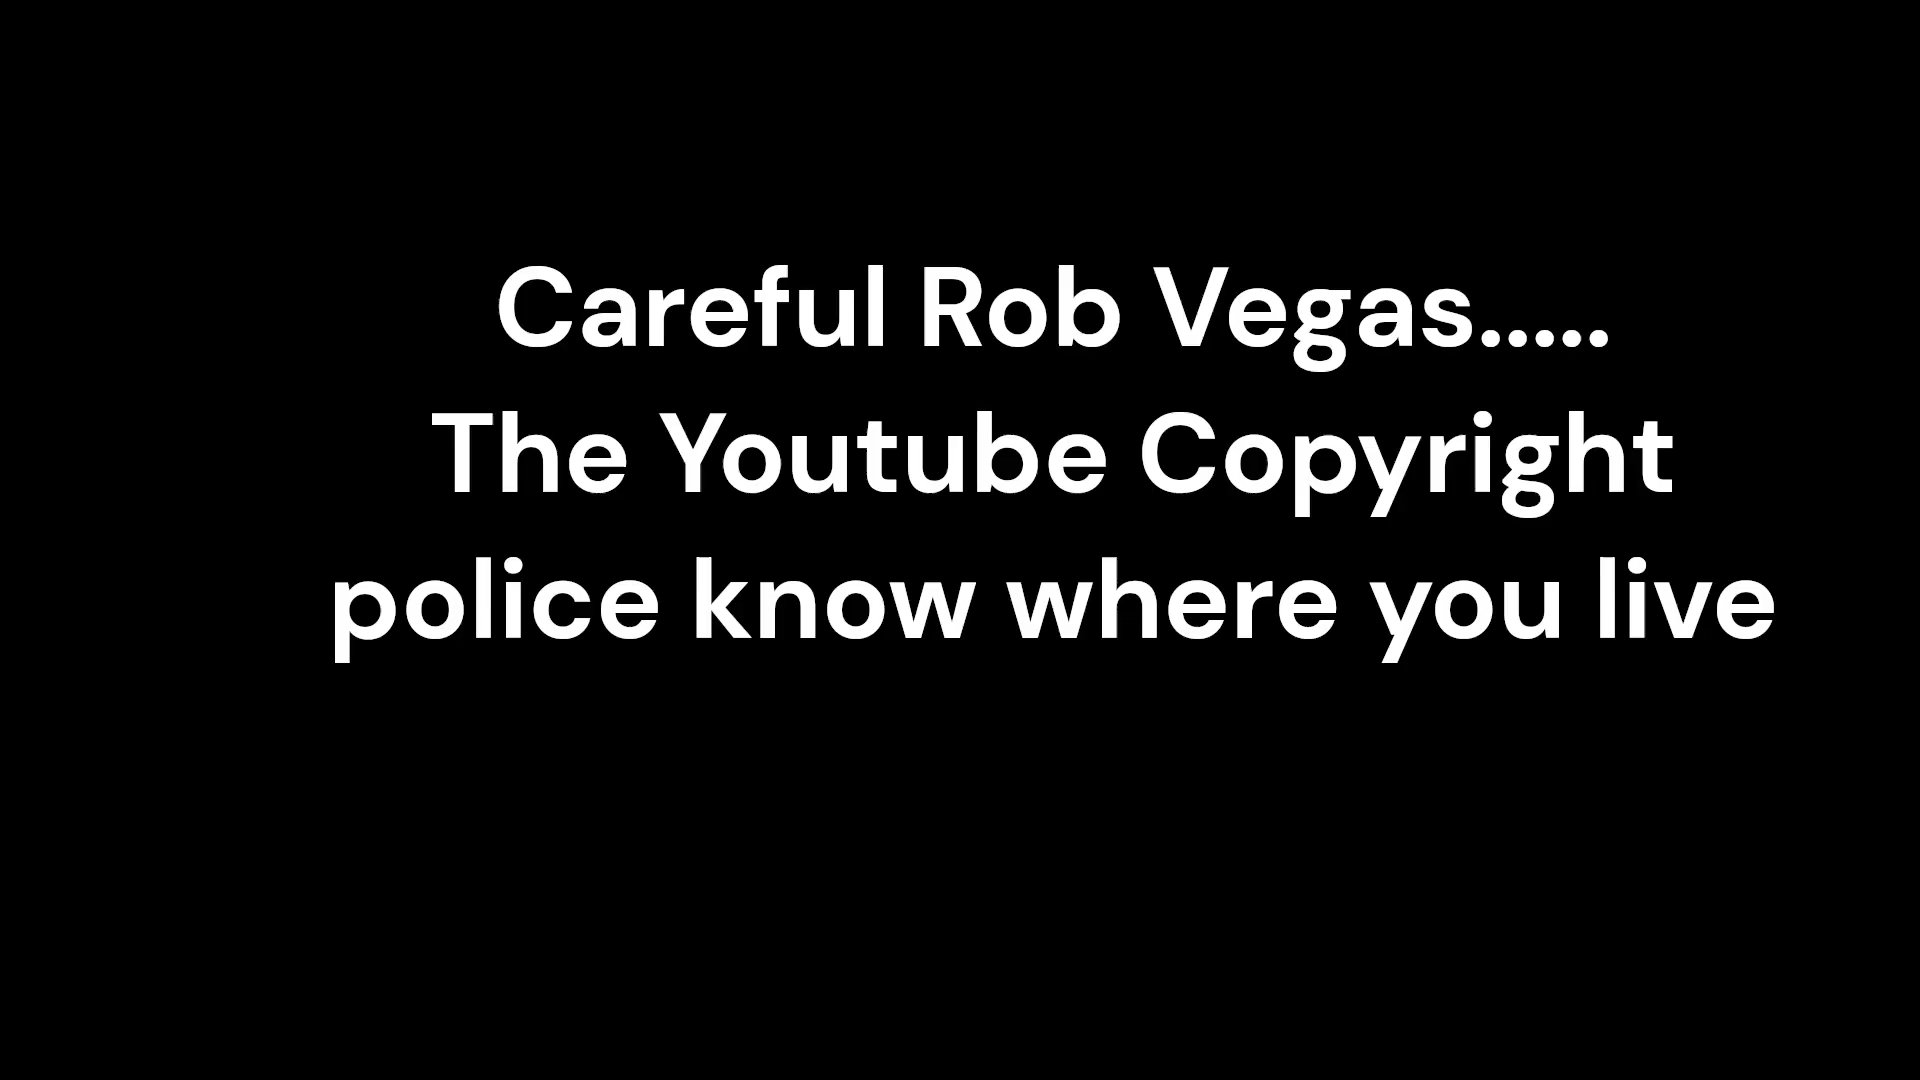 Careful Rob Vegas.....
The Youtube Copyright
police know where you live